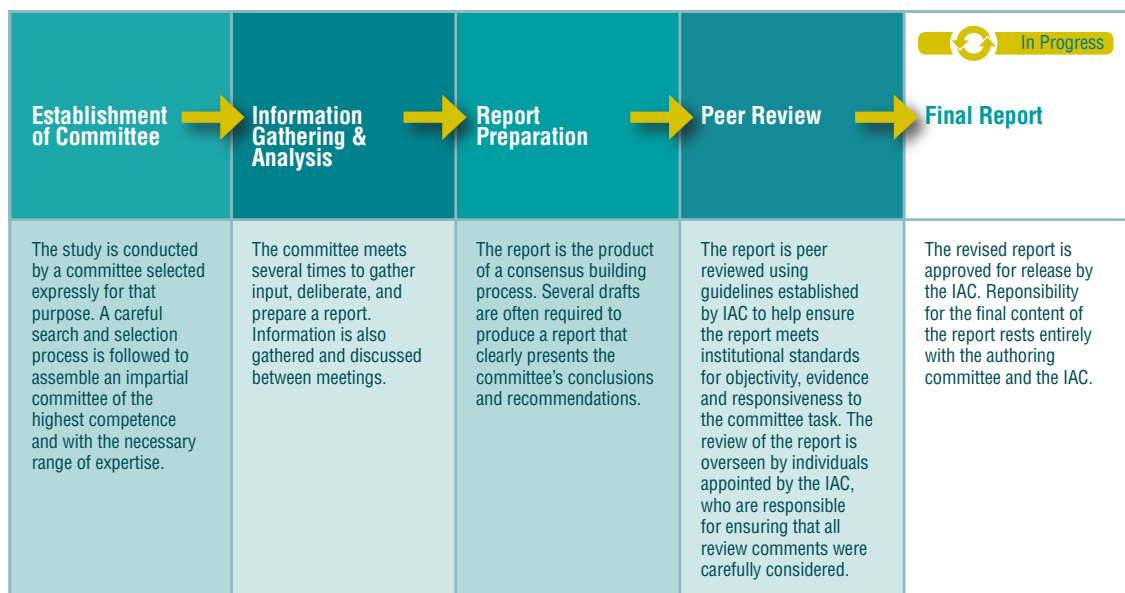 In Progress
Establishment
of Committee
Information
Gathering &
Analysis
Report
Preparation
Peer Review
Final Report
The study is conducted
by a committee selected
expressly for that
purpose. A careful
search and selection
process is followed to
assemble an impartial
committee of the
highest competence
and with the necessary
range of expertise.
The committee meets
several times to gather
input, deliberate, and
prepare a report.
Information is also
gathered and discussed
between meetings.
The report is the product
of a consensus building
process. Several drafts
are often required to
produce a report that
clearly presents the
committee's conclusions
and recommendations.
The report is peer
reviewed using
guidelines established
by IAC to help ensure
the report meets
institutional standards
for objectivity, evidence
and responsiveness to
the committee task. The
review of the report is
overseen by individuals
appointed by the IAC,
who are responsible
for ensuring that all
review comments were
carefully considered.
The revised report is
approved for release by
the IAC. Reponsibility
for the final content of
the report rests entirely
with the authoring
committee and the IAC.